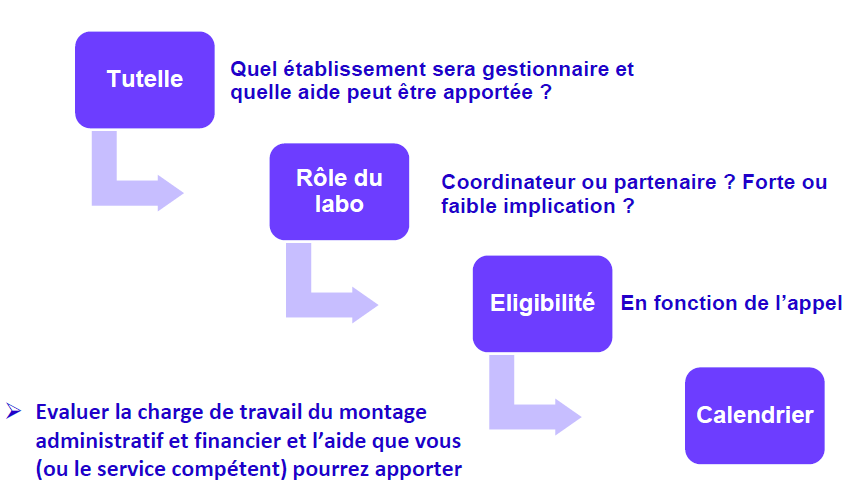 Tutelle
Quel établissement sera gestionnaire et
quelle aide peut être apportée ?
Rôle du
labo
Coordinateur ou partenaire ? Forte ou
faible implication ?
Eligibilité
En fonction de l’appel
Calendrier
➢ Evaluer la charge de travail du montage
administratif et financier et l’aide que vous
(ou le service compétent) pourrez apporter